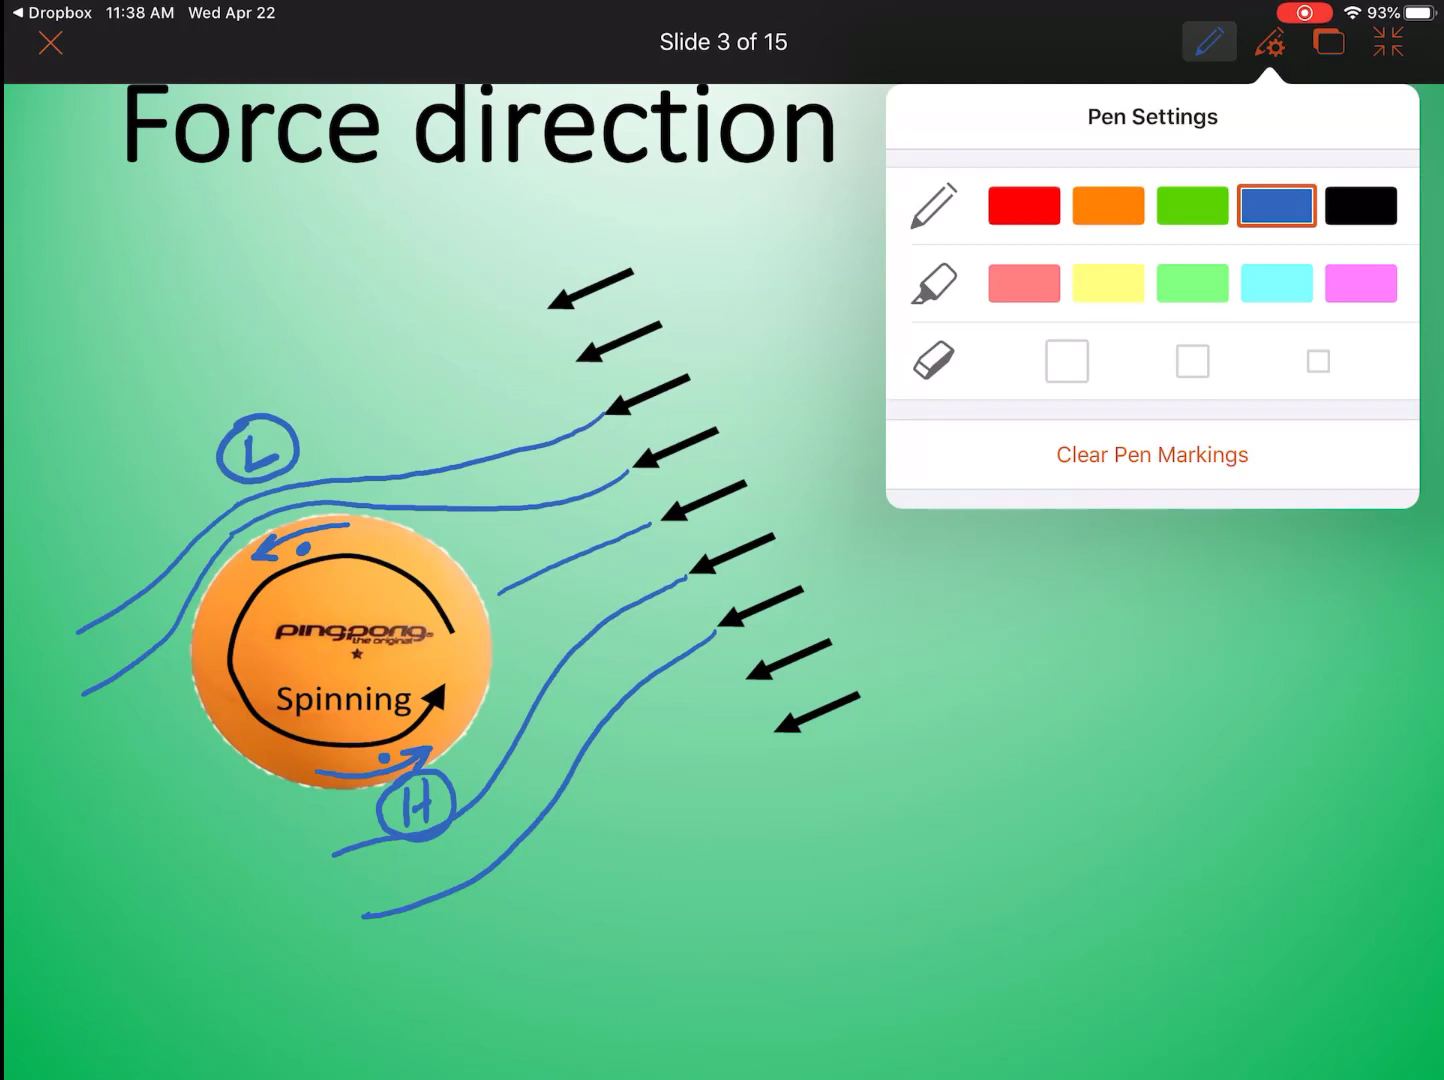 Dropbox 11:38 AM Wed Apr 22
93%
Slide 3 of 15
Force direction
Pen Settings
Clear Pen Markings
L
pingpong®
the original
Spinning
H